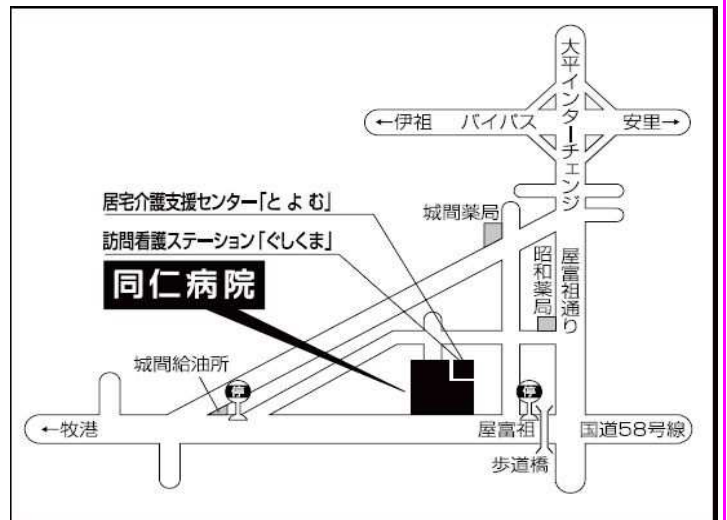 大平インターチェンジ
←伊祖 バイパス 安里→
居宅介護支援センター「とよむ」
訪問看護ステーション「ぐしくま」
同仁病院
城間薬局
昭和薬局
屋富祖通り
城間給油所
停
停
←牧港
屋富祖
国道58号線
歩道橋